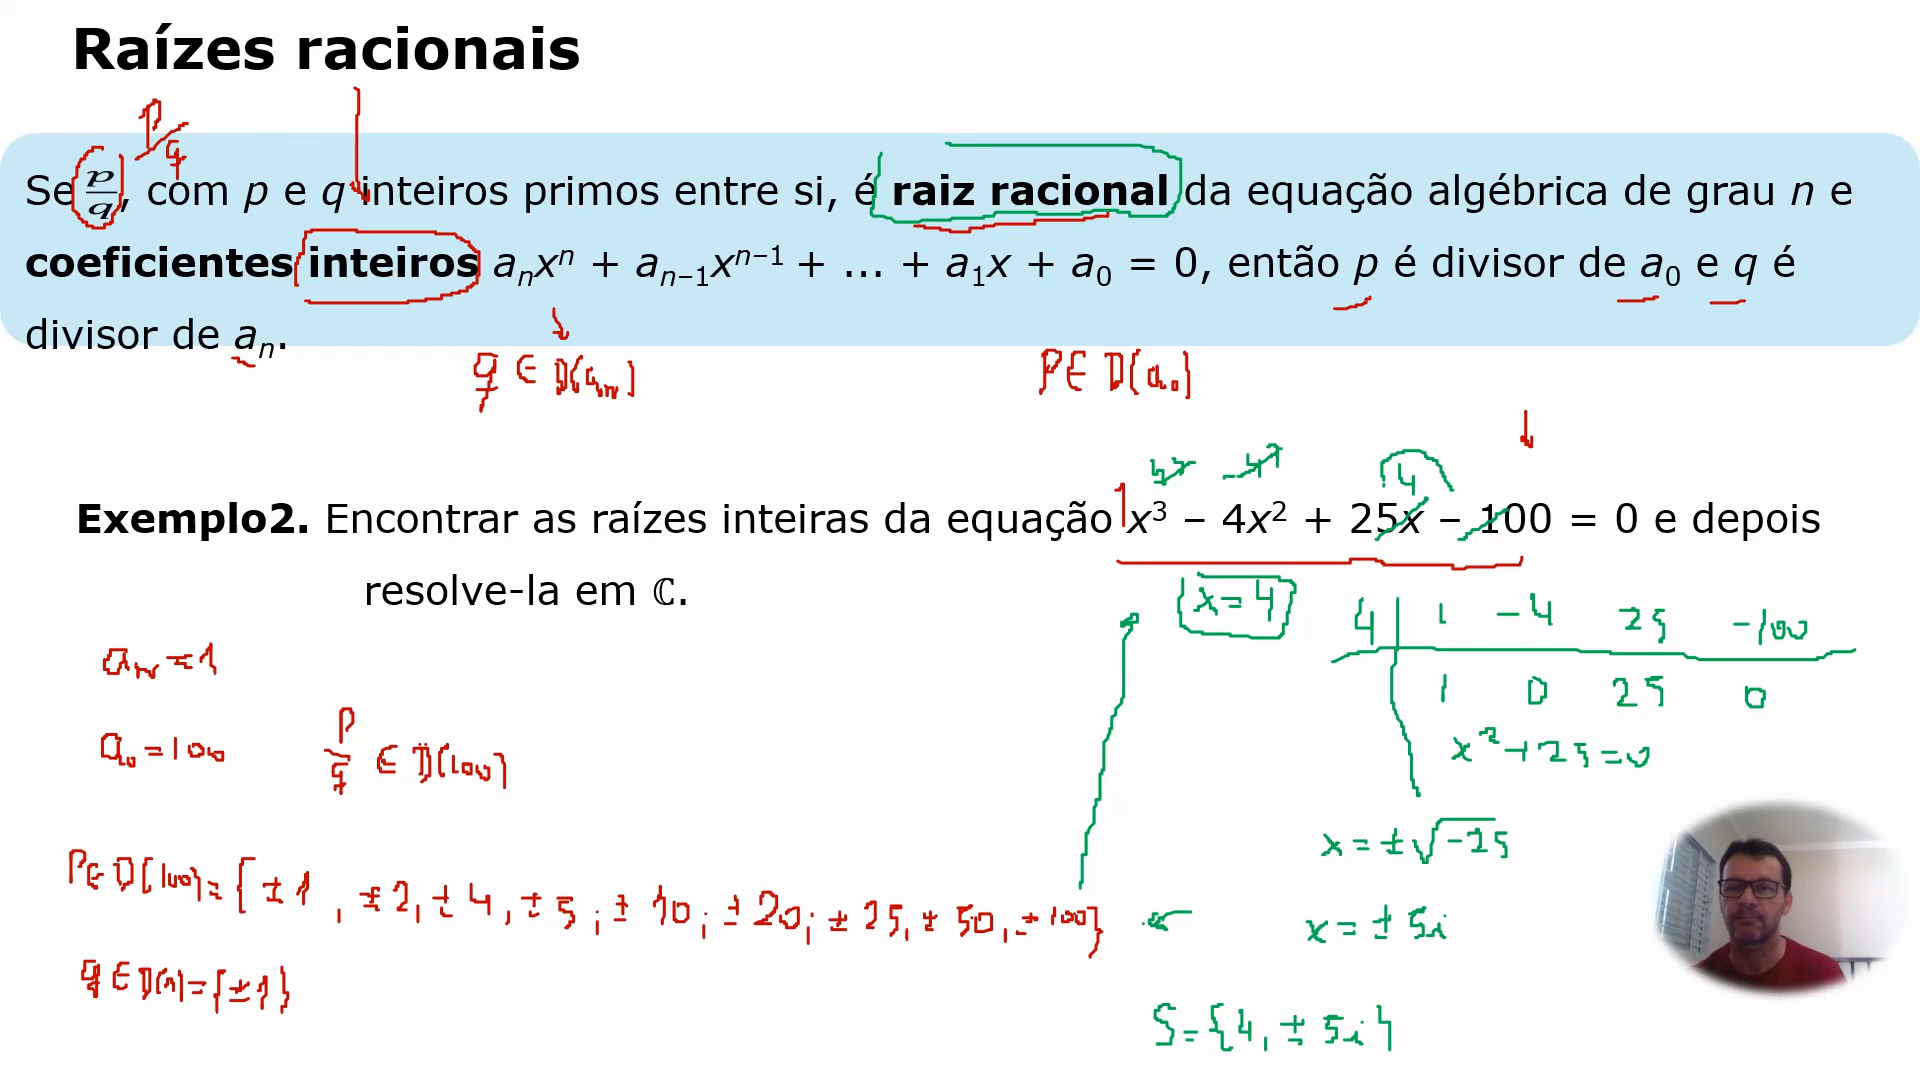 Raízes racionais
p/q
Se p/q, com p e q inteiros primos entre si, é raiz racional da equação algébrica de grau n e
coeficientes inteiros aₙxⁿ + aₙ₋₁xⁿ⁻¹ + ... + a₁x + a₀ = 0, então p é divisor de a₀ e q é
divisor de aₙ.
q ∈ D(aₙ) P ∈ D(a₀)
4³ -4³ 4
Exemplo2. Encontrar as raízes inteiras da equação 1x³ – 4x² + 25x – 100 = 0 e depois
resolve-la em ℂ.
x=4
4 | 1 -4 25 -100
1 0 25 0
x²+25=0
aₙ=1
a₀=100
P/q ∈ D(100)
x=±√-25
P∈D(100)={±1, ±2, ±4, ±5, ±10, ±20, ±25, ±50, ±100}
x=±5i
q∈D(1)={±1}
S={4, ±5i}